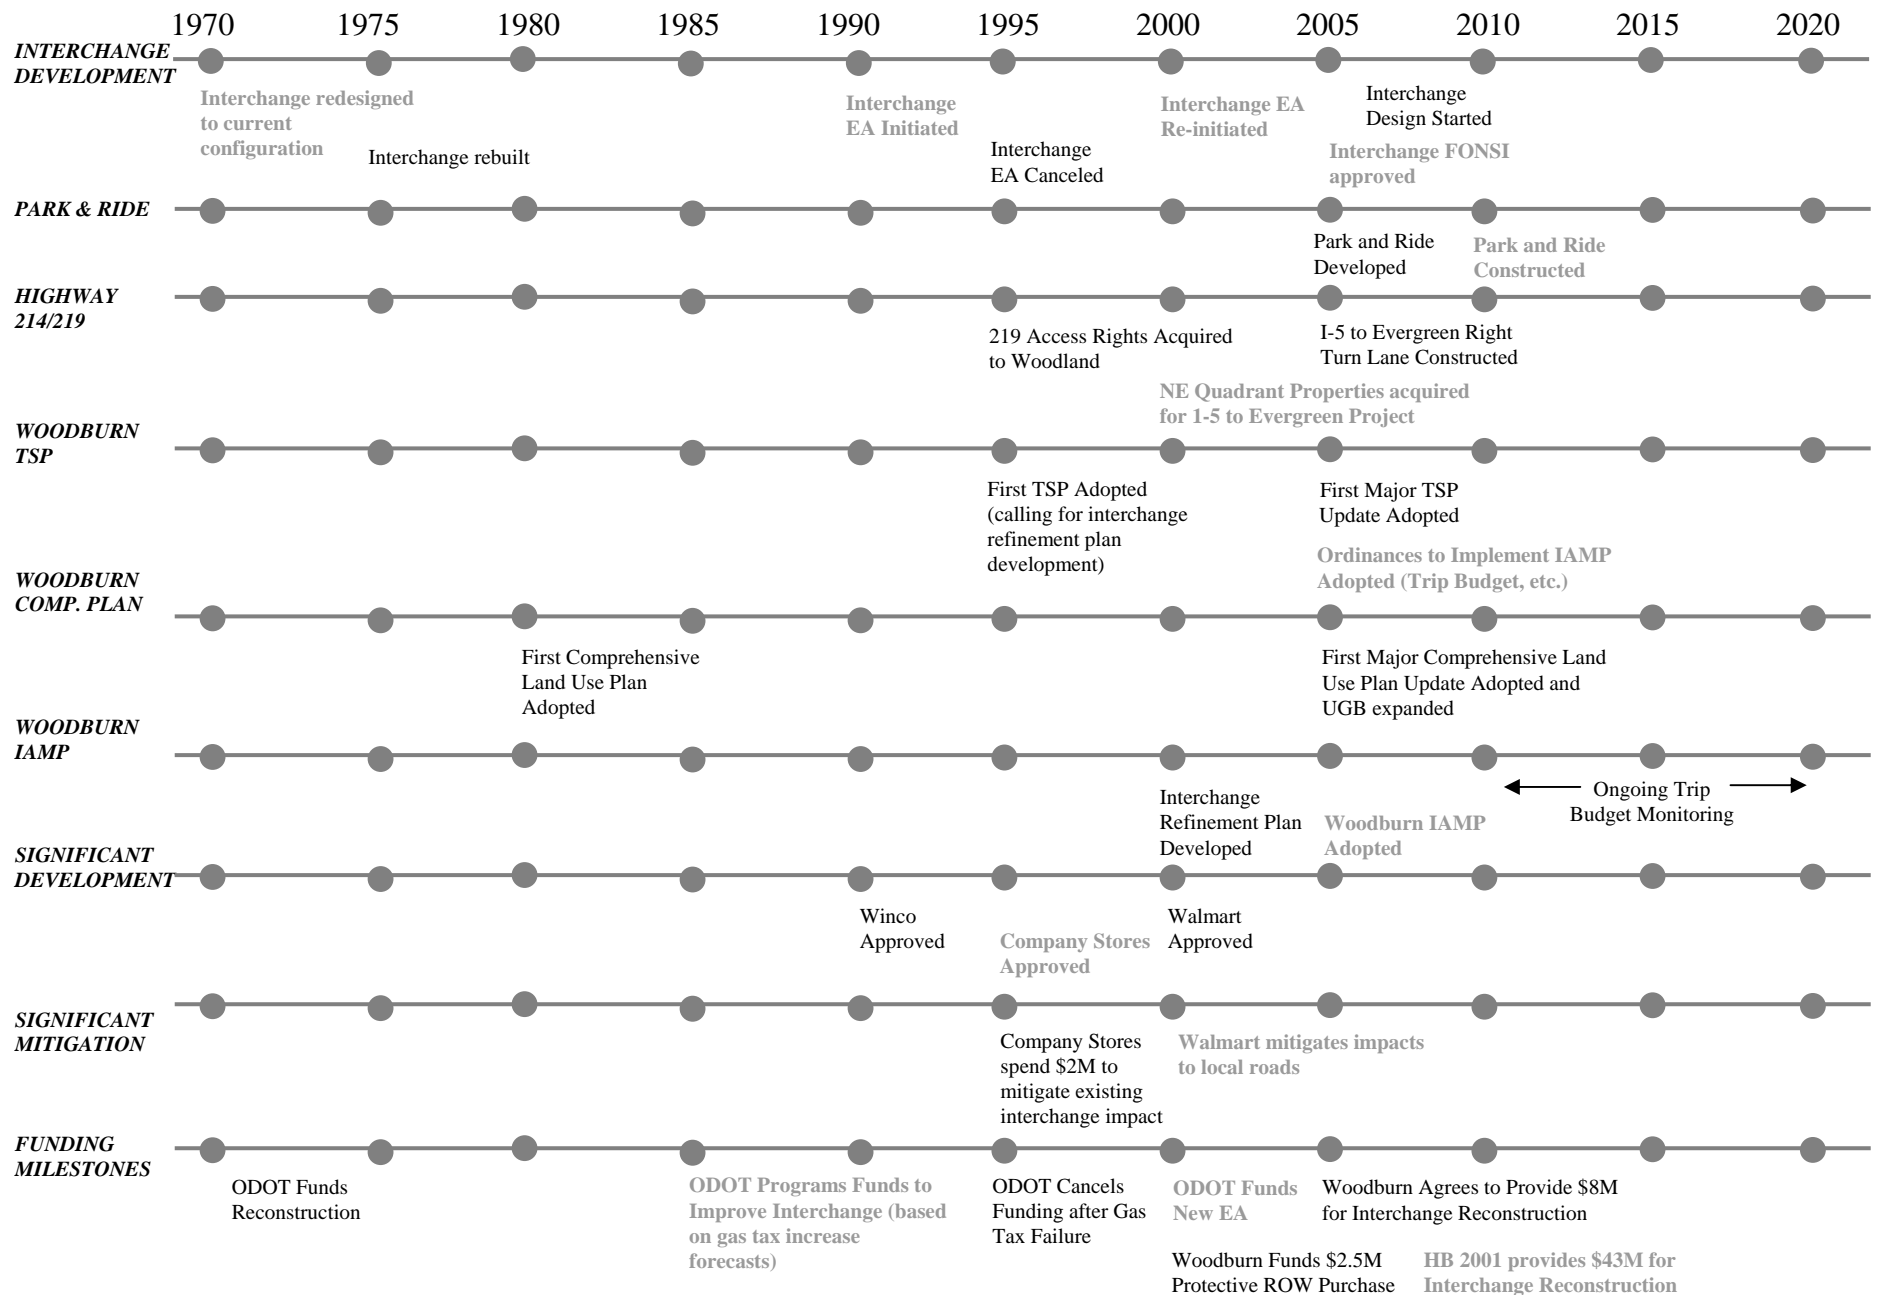 1970 1975 1980 1985 1990 1995 2000 2005 2010 2015 2020
INTERCHANGE
DEVELOPMENT
Interchange redesigned
to current
configuration
Interchange rebuilt
Interchange
EA Initiated
Interchange
EA Canceled
Interchange EA
Re-initiated
Interchange
Design Started
Interchange FONSI
approved
PARK & RIDE
Park and Ride
Developed
Park and Ride
Constructed
HIGHWAY
214/219
219 Access Rights Acquired
to Woodland
I-5 to Evergreen Right
Turn Lane Constructed
NE Quadrant Properties acquired
for 1-5 to Evergreen Project
WOODBURN
TSP
First TSP Adopted
(calling for interchange
refinement plan
development)
First Major TSP
Update Adopted
Ordinances to Implement IAMP
Adopted (Trip Budget, etc.)
WOODBURN
COMP. PLAN
First Comprehensive
Land Use Plan
Adopted
First Major Comprehensive Land
Use Plan Update Adopted and
UGB expanded
WOODBURN
IAMP
Interchange
Refinement Plan
Developed
Woodburn IAMP
Adopted
Ongoing Trip
Budget Monitoring
SIGNIFICANT
DEVELOPMENT
Winco
Approved
Company Stores
Approved
Walmart
Approved
SIGNIFICANT
MITIGATION
Company Stores
spend $2M to
mitigate existing
interchange impact
Walmart mitigates impacts
to local roads
FUNDING
MILESTONES
ODOT Funds
Reconstruction
ODOT Programs Funds to
Improve Interchange (based
on gas tax increase
forecasts)
ODOT Cancels
Funding after Gas
Tax Failure
ODOT Funds
New EA
Woodburn Agrees to Provide $8M
for Interchange Reconstruction
Woodburn Funds $2.5M
Protective ROW Purchase
HB 2001 provides $43M for
Interchange Reconstruction